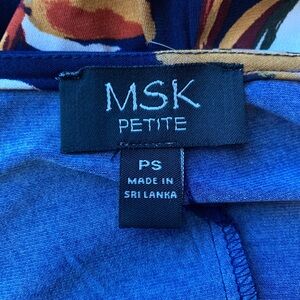 MSK
PETITE
PS
MADE IN
SRI LANKA